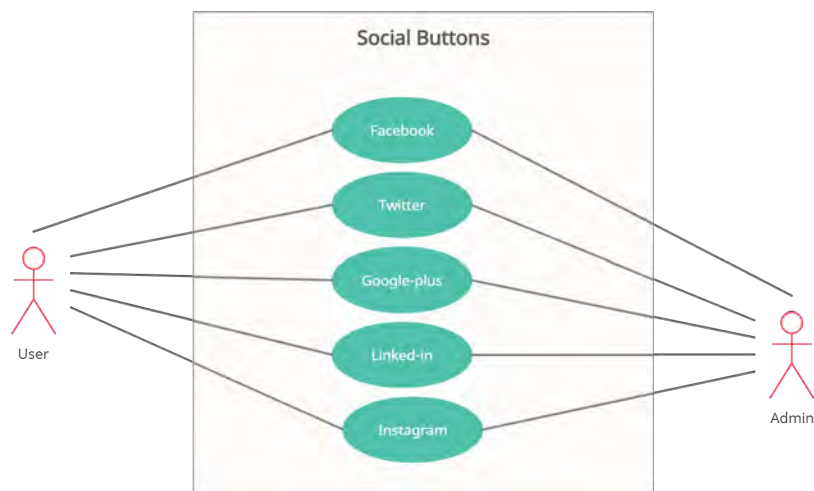 Social Buttons
Facebook
Twitter
Google-plus
Linked-in
Instagram
User
Admin